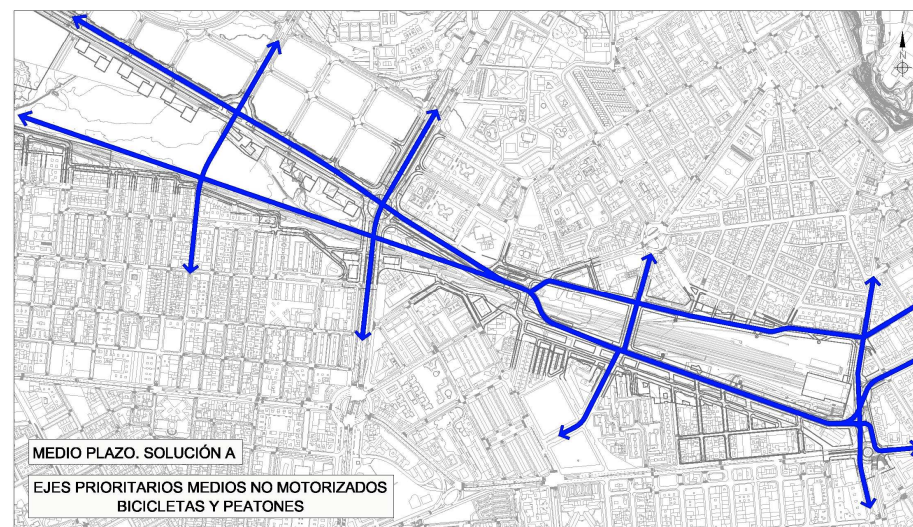 N
MEDIO PLAZO. SOLUCIÓN A
EJES PRIORITARIOS MEDIOS NO MOTORIZADOS
BICICLETAS Y PEATONES